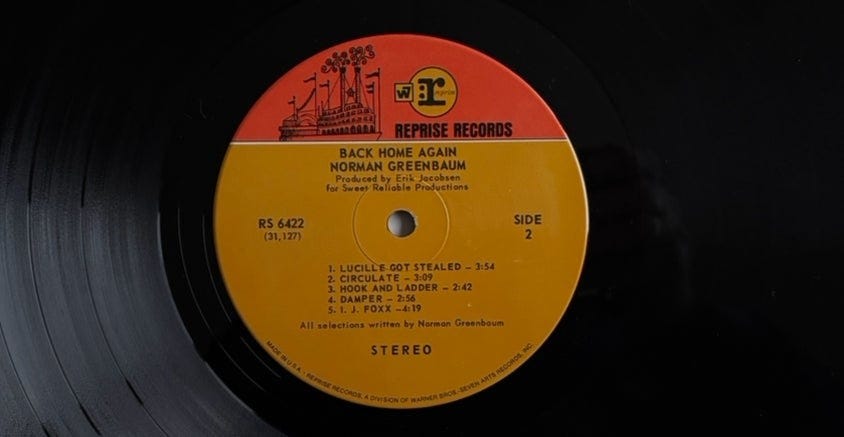 W7
r
reprise
REPRISE RECORDS
BACK HOME AGAIN
NORMAN GREENBAUM
Produced by Erik Jacobsen
for Sweet Reliable Productions
RS 6422
(31,127)
SIDE
2
1. LUCILLE GOT STEALED – 3:54
2. CIRCULATE – 3:09
3. HOOK AND LADDER – 2:42
4. DAMPER – 2:56
5. I. J. FOXX –4:19
All selections written by Norman Greenbaum
STEREO
MADE IN U.S.A. • REPRISE RECORDS, A DIVISION OF WARNER BROS.-SEVEN ARTS RECORDS, INC.